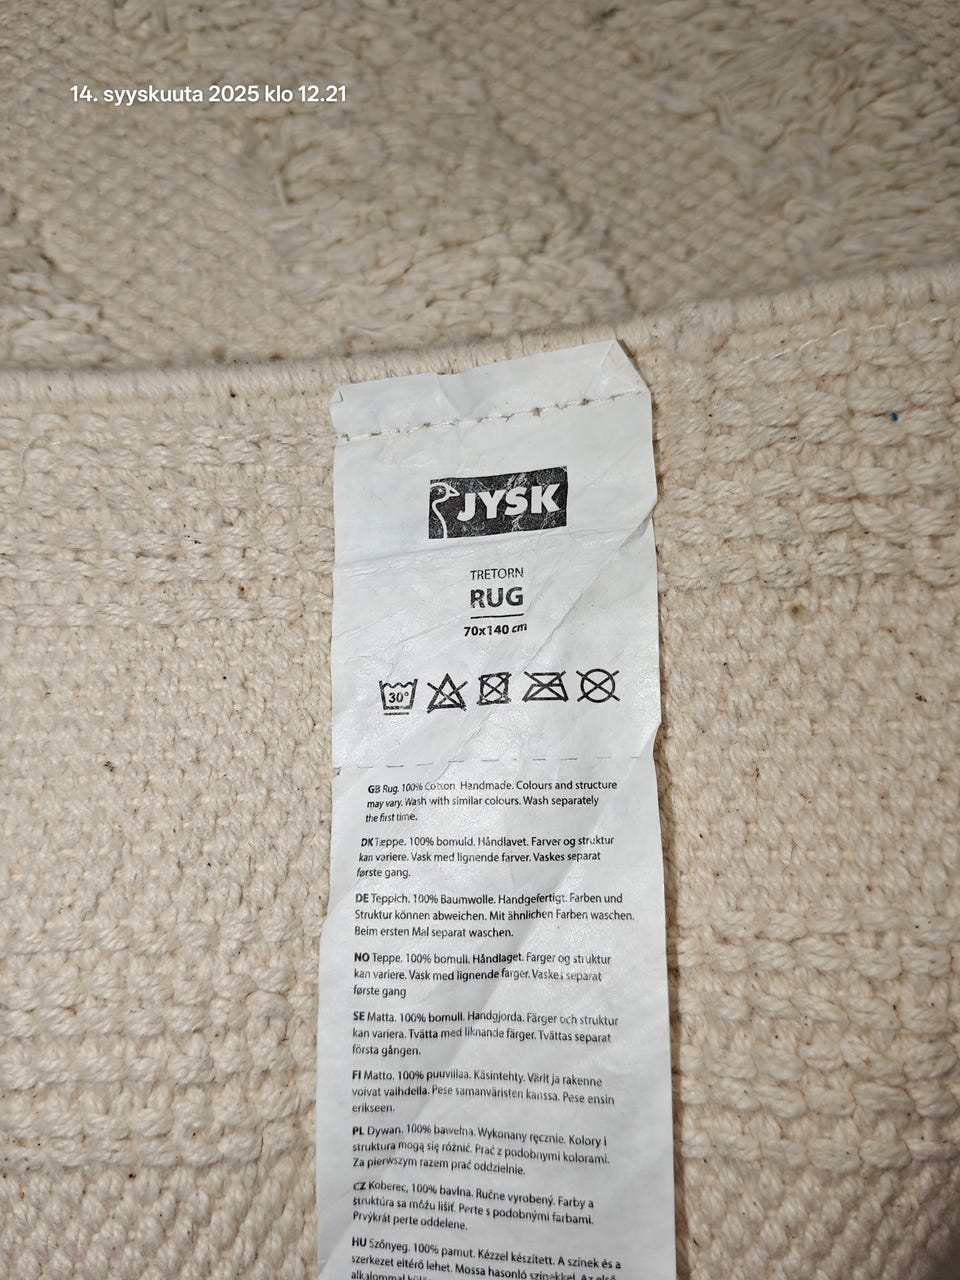 14. syyskuuta 2025 klo 12.21
JYSK
TRETORN
RUG
70x140 cm
30°
GB Rug. 100% Cotton. Handmade. Colours and structure
may vary. Wash with similar colours. Wash separately
the first time.
DK Tæppe. 100% bomuld. Håndlavet. Farver og struktur
kan variere. Vask med lignende farver. Vaskes separat
første gang.
DE Teppich. 100% Baumwolle. Handgefertigt. Farben und
Struktur können abweichen. Mit ähnlichen Farben waschen.
Beim ersten Mal separat waschen.
NO Teppe. 100% bomull. Håndlaget. Farger og struktur
kan variere. Vask med lignende farger. Vaskes separat
første gang
SE Matta. 100% bomull. Handgjorda. Färger och struktur
kan variera. Tvätta med liknande färger. Tvättas separat
första gången.
FI Matto. 100% puuvillaa. Käsintehty. Värit ja rakenne
voivat vaihdella. Pese samanväristen kanssa. Pese ensin
erikseen.
PL Dywan. 100% bawełna. Wykonany ręcznie. Kolory i
struktura mogą się różnić. Prać z podobnymi kolorami.
Za pierwszym razem prać oddzielnie.
CZ Koberec, 100% bavlna. Ručne vyrobený. Farby a
štruktúra sa môžu líšiť. Perte s podobnými farbami.
Prvýkrát perte oddelene.
HU Szőnyeg. 100% pamut. Kézzel készített. A színek és a
szerkezet eltérő lehet. Mossa hasonló színekkel. Az első
alkalommal